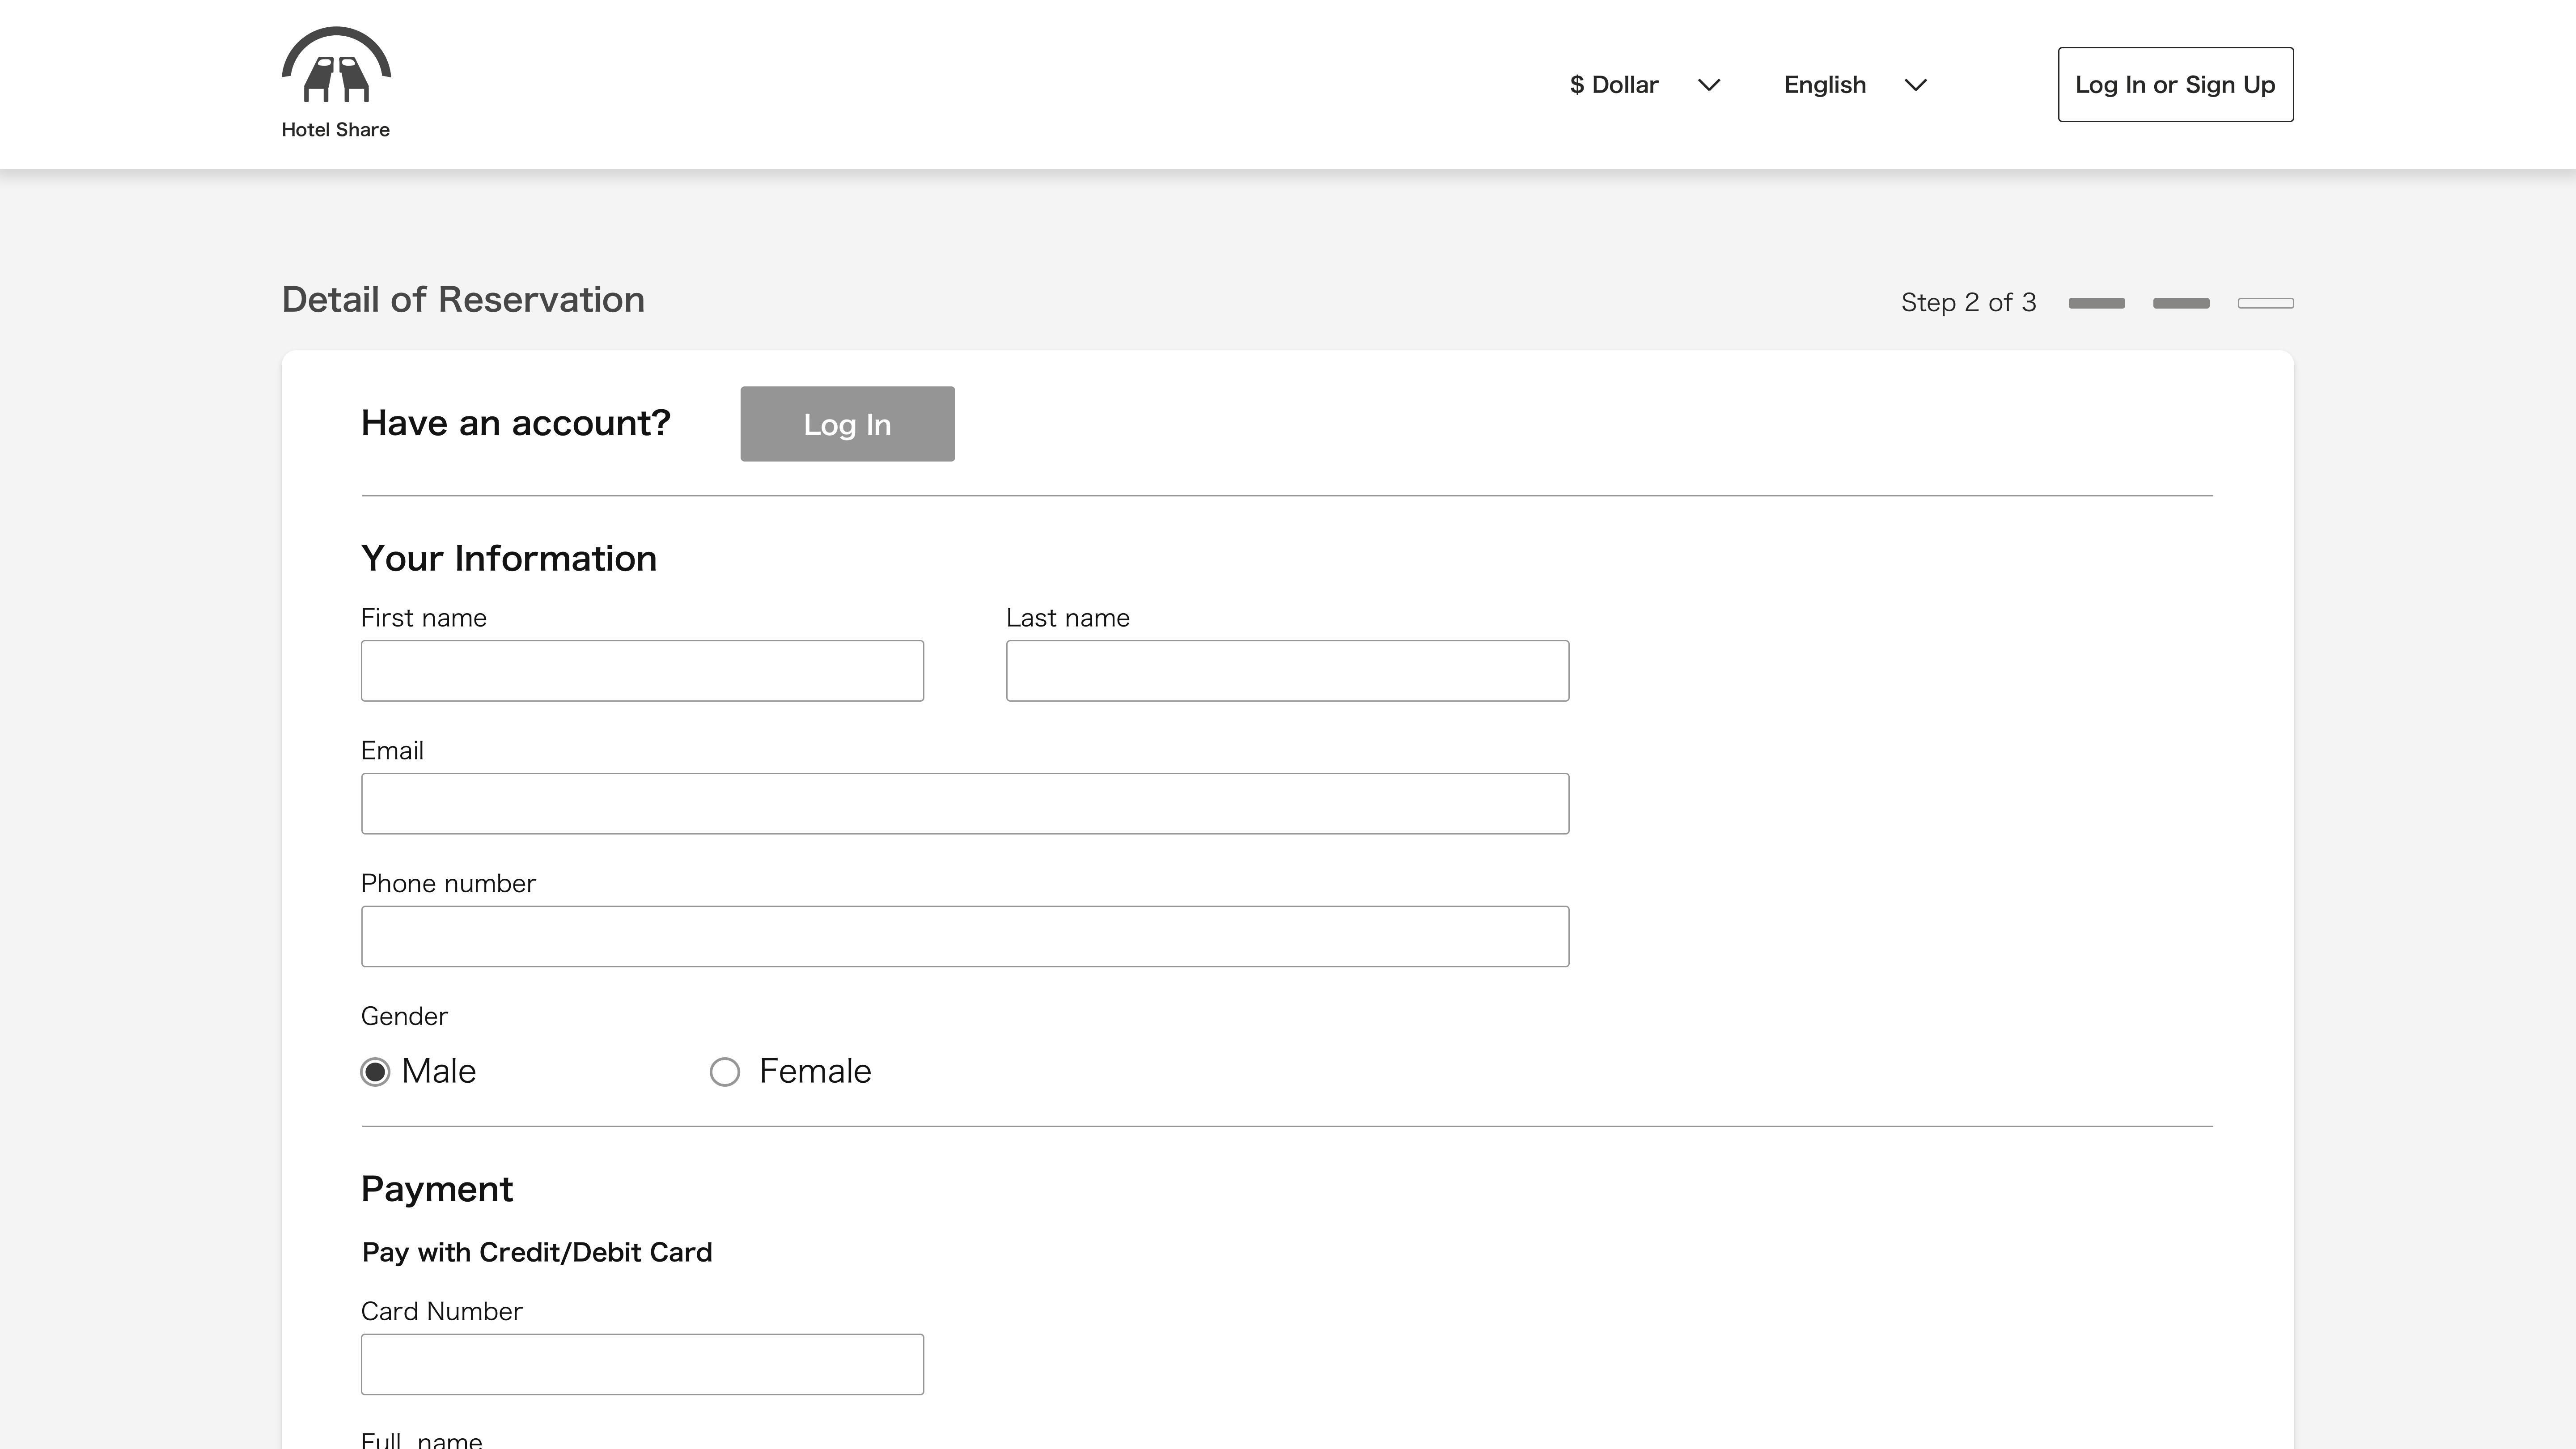 Hotel Share
$ Dollar
English
Log In or Sign Up
Detail of Reservation
Step 2 of 3
Have an account?
Log In
Your Information
First name
Last name
Email
Phone number
Gender
Male
Female
Payment
Pay with Credit/Debit Card
Card Number
Full name